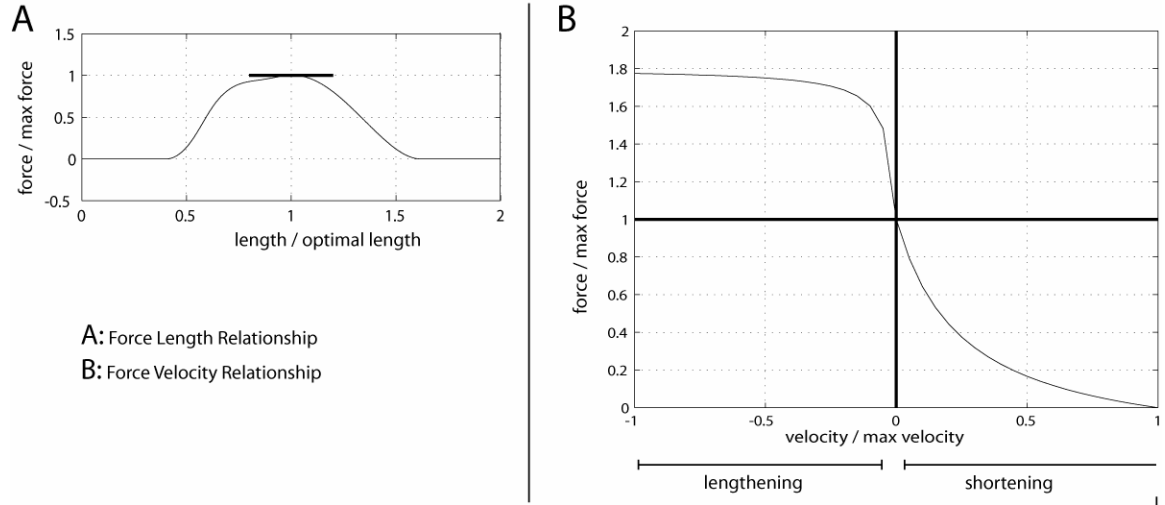 A
1.5
1
0.5
0
-0.5
0
0.5
1
1.5
2
force / max force
length / optimal length
A: Force Length Relationship
B: Force Velocity Relationship
B
2
1.8
1.6
1.4
1.2
1
0.8
0.6
0.4
0.2
0
-1
-0.5
0
0.5
1
force / max force
velocity / max velocity
lengthening
shortening